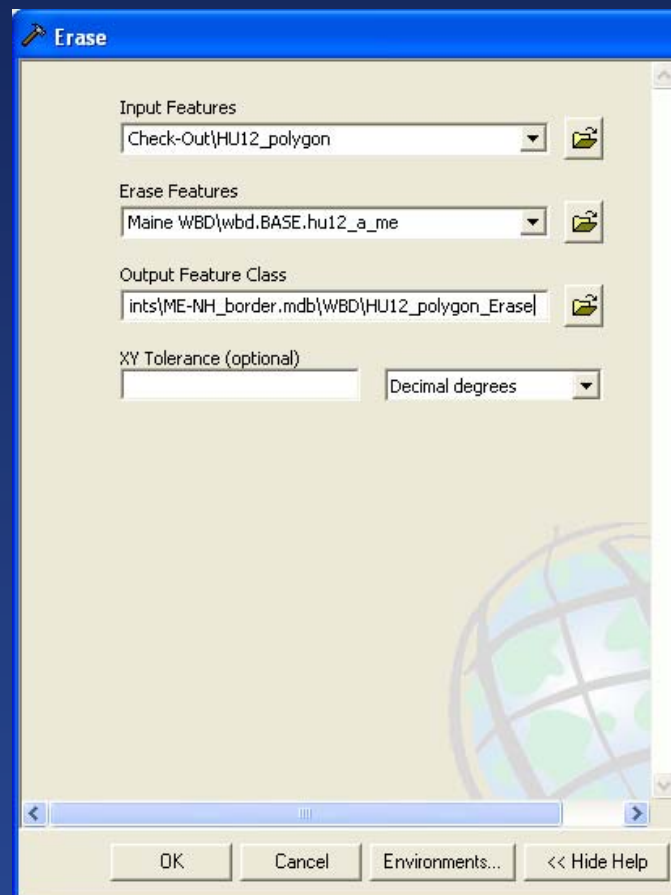 Erase
Input Features
Check-Out\HU12_polygon
Erase Features
Maine WBD\wbd.BASE.hu12_a_me
Output Feature Class
ints\ME-NH_border.mdb\WBD\HU12_polygon_Erase
XY Tolerance (optional)
Decimal degrees
OK Cancel Environments... << Hide Help